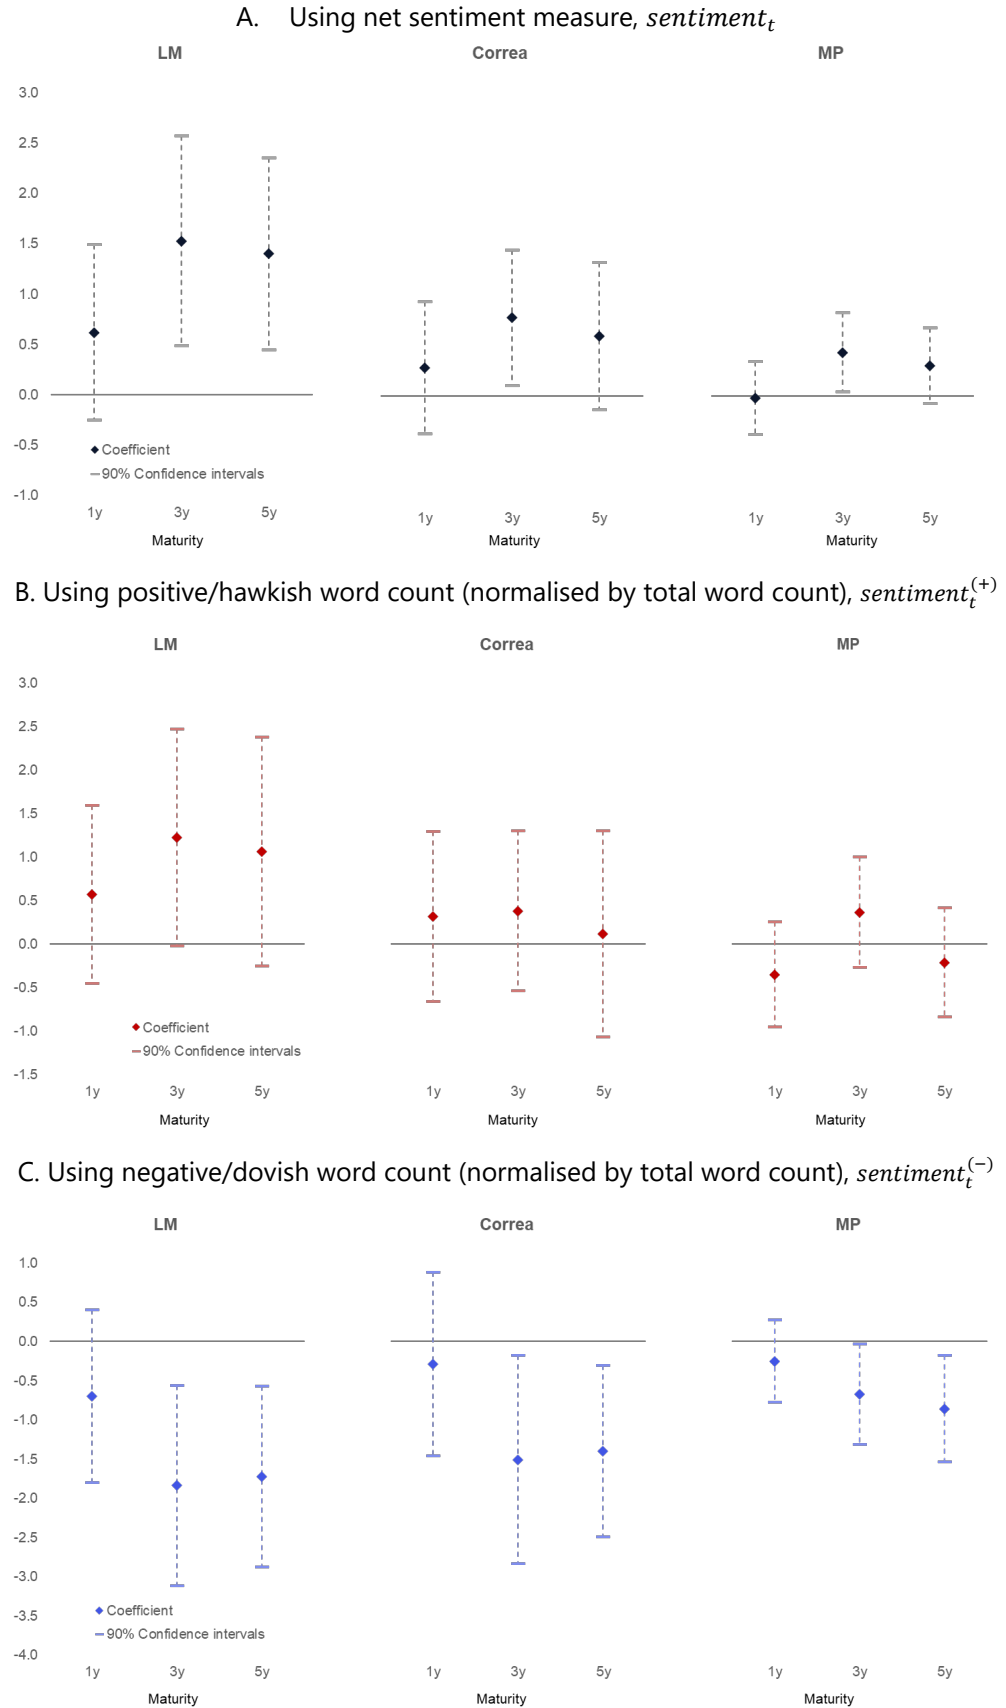 A. Using net sentiment measure, sentiment_t
LM Correa MP
3.0
2.5
2.0
1.5
1.0
0.5
0.0
-0.5
-1.0
Coefficient
90% Confidence intervals
1y 3y 5y 1y 3y 5y 1y 3y 5y
Maturity Maturity Maturity
B. Using positive/hawkish word count (normalised by total word count), sentiment_t^(+)
LM Correa MP
3.0
2.5
2.0
1.5
1.0
0.5
0.0
-0.5
-1.0
-1.5
Coefficient
90% Confidence intervals
1y 3y 5y 1y 3y 5y 1y 3y 5y
Maturity Maturity Maturity
C. Using negative/dovish word count (normalised by total word count), sentiment_t^(−)
LM Correa MP
1.0
0.5
0.0
-0.5
-1.0
-1.5
-2.0
-2.5
-3.0
-3.5
-4.0
Coefficient
90% Confidence intervals
1y 3y 5y 1y 3y 5y 1y 3y 5y
Maturity Maturity Maturity